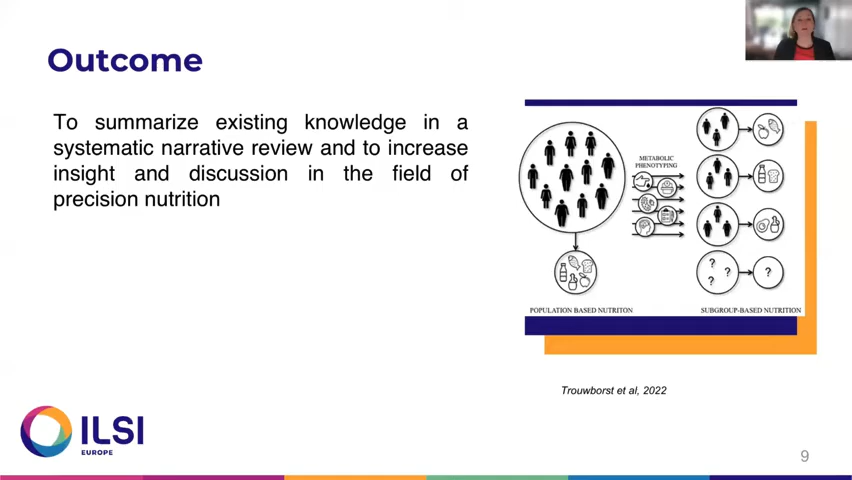 Outcome
To summarize existing knowledge in a
systematic narrative review and to increase
insight and discussion in the field of
precision nutrition
METABOLIC
PHENOTYPING
?
?
?
?
POPULATION BASED NUTRITON
SUBGROUP-BASED NUTRITION
Trouwborst et al, 2022
ILSI
EUROPE
9